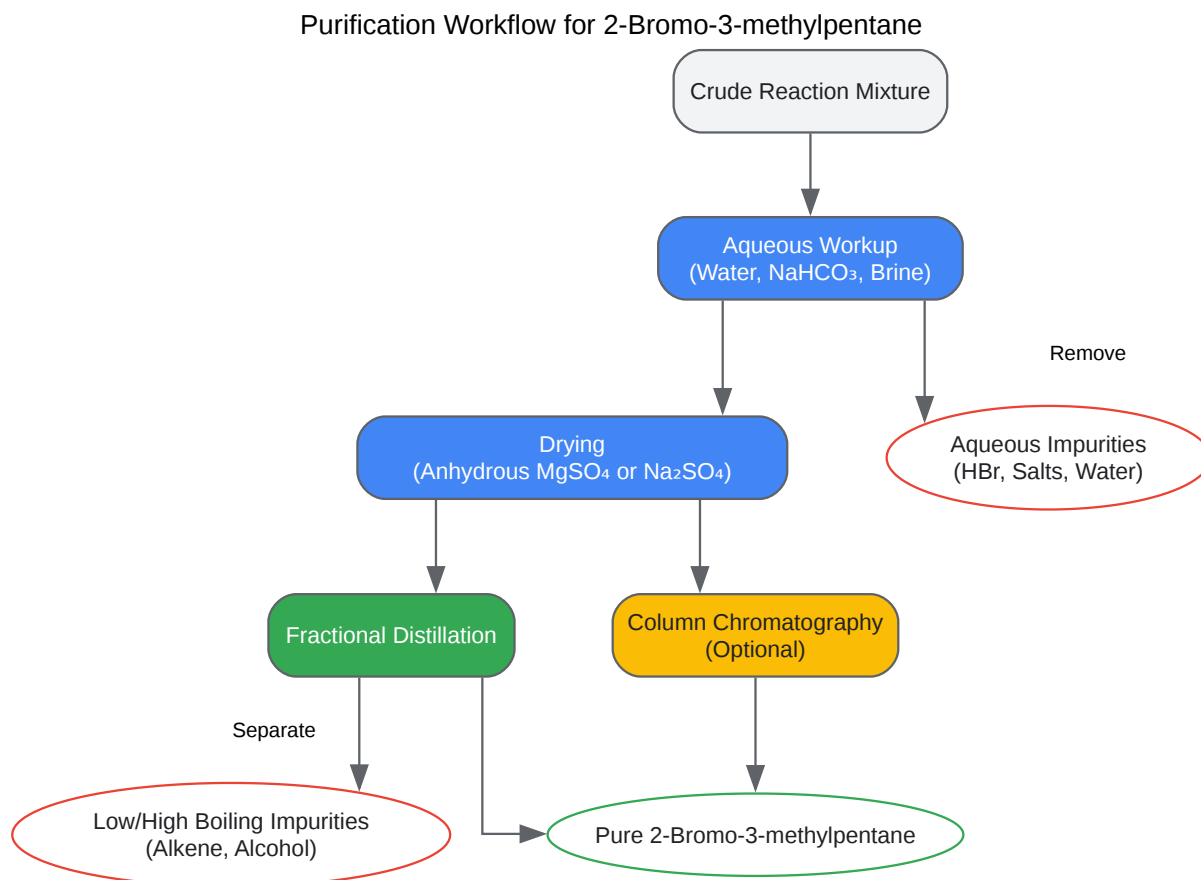 Purification Workflow for 2-Bromo-3-methylpentane
Crude Reaction Mixture
Aqueous Workup
(Water, NaHCO₃, Brine)
Remove
Aqueous Impurities
(HBr, Salts, Water)
Drying
(Anhydrous MgSO₄ or Na₂SO₄)
Fractional Distillation
Column Chromatography
(Optional)
Separate
Low/High Boiling Impurities
(Alkene, Alcohol)
Pure 2-Bromo-3-methylpentane